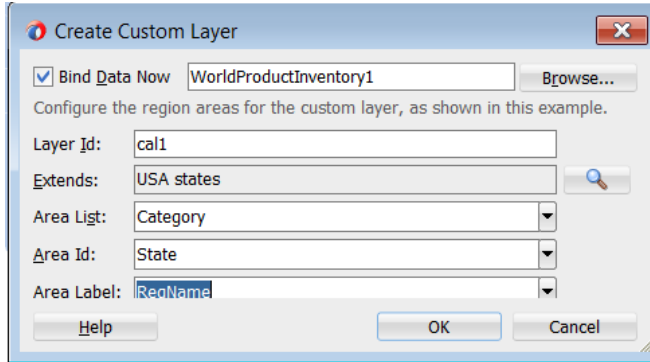 Create Custom Layer
Bind Data Now WorldProductInventory1 Browse...
Configure the region areas for the custom layer, as shown in this example.
Layer Id: cal1
Extends: USA states
Area List: Category
Area Id: State
Area Label: RegName
Help OK Cancel